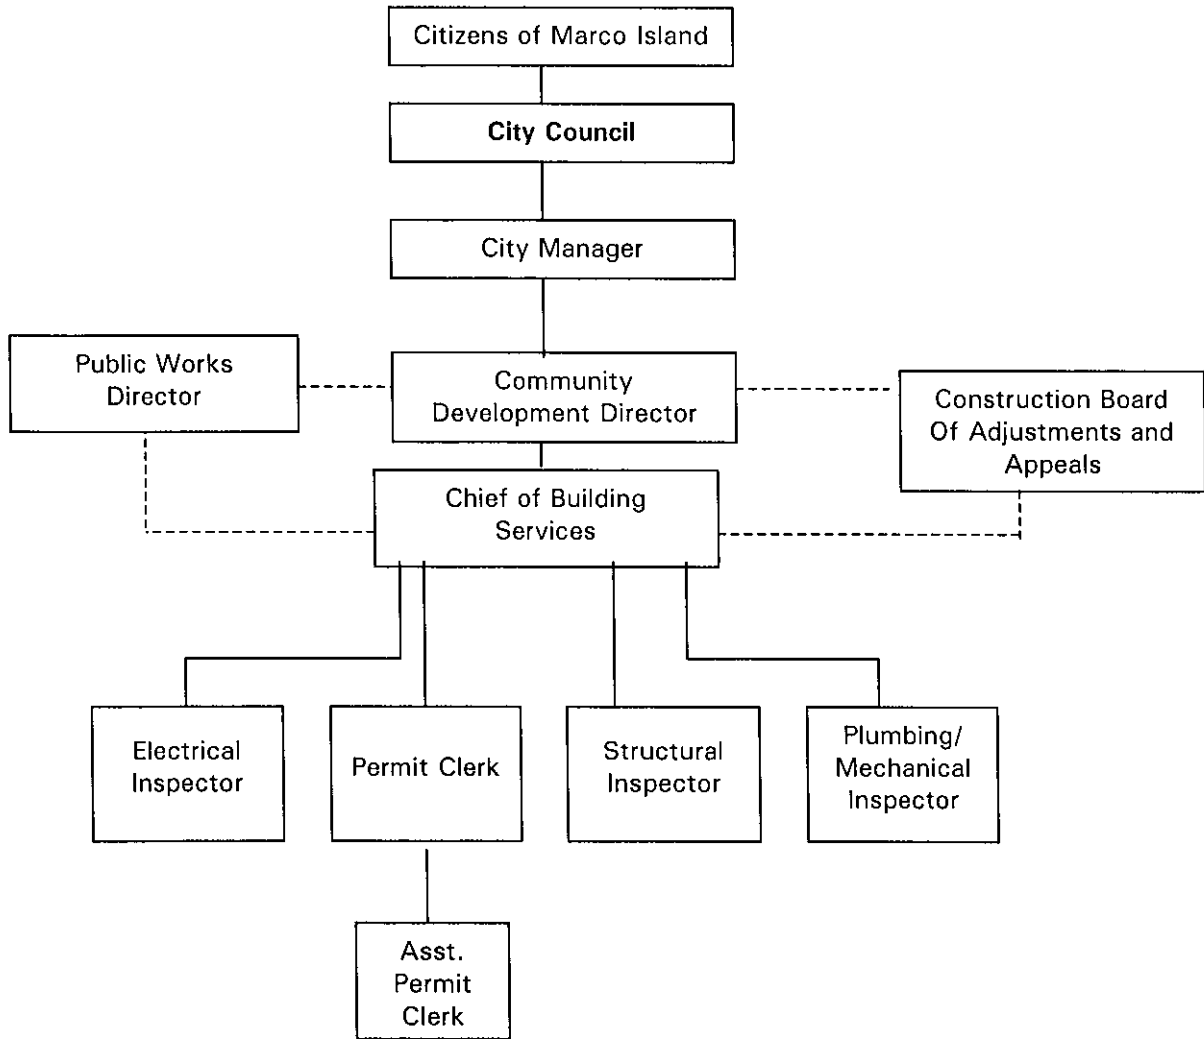 Citizens of Marco Island
City Council
City Manager
Public Works
Director
Community
Development Director
Construction Board
Of Adjustments and
Appeals
Chief of Building
Services
Electrical
Inspector
Permit Clerk
Structural
Inspector
Plumbing/
Mechanical
Inspector
Asst.
Permit
Clerk